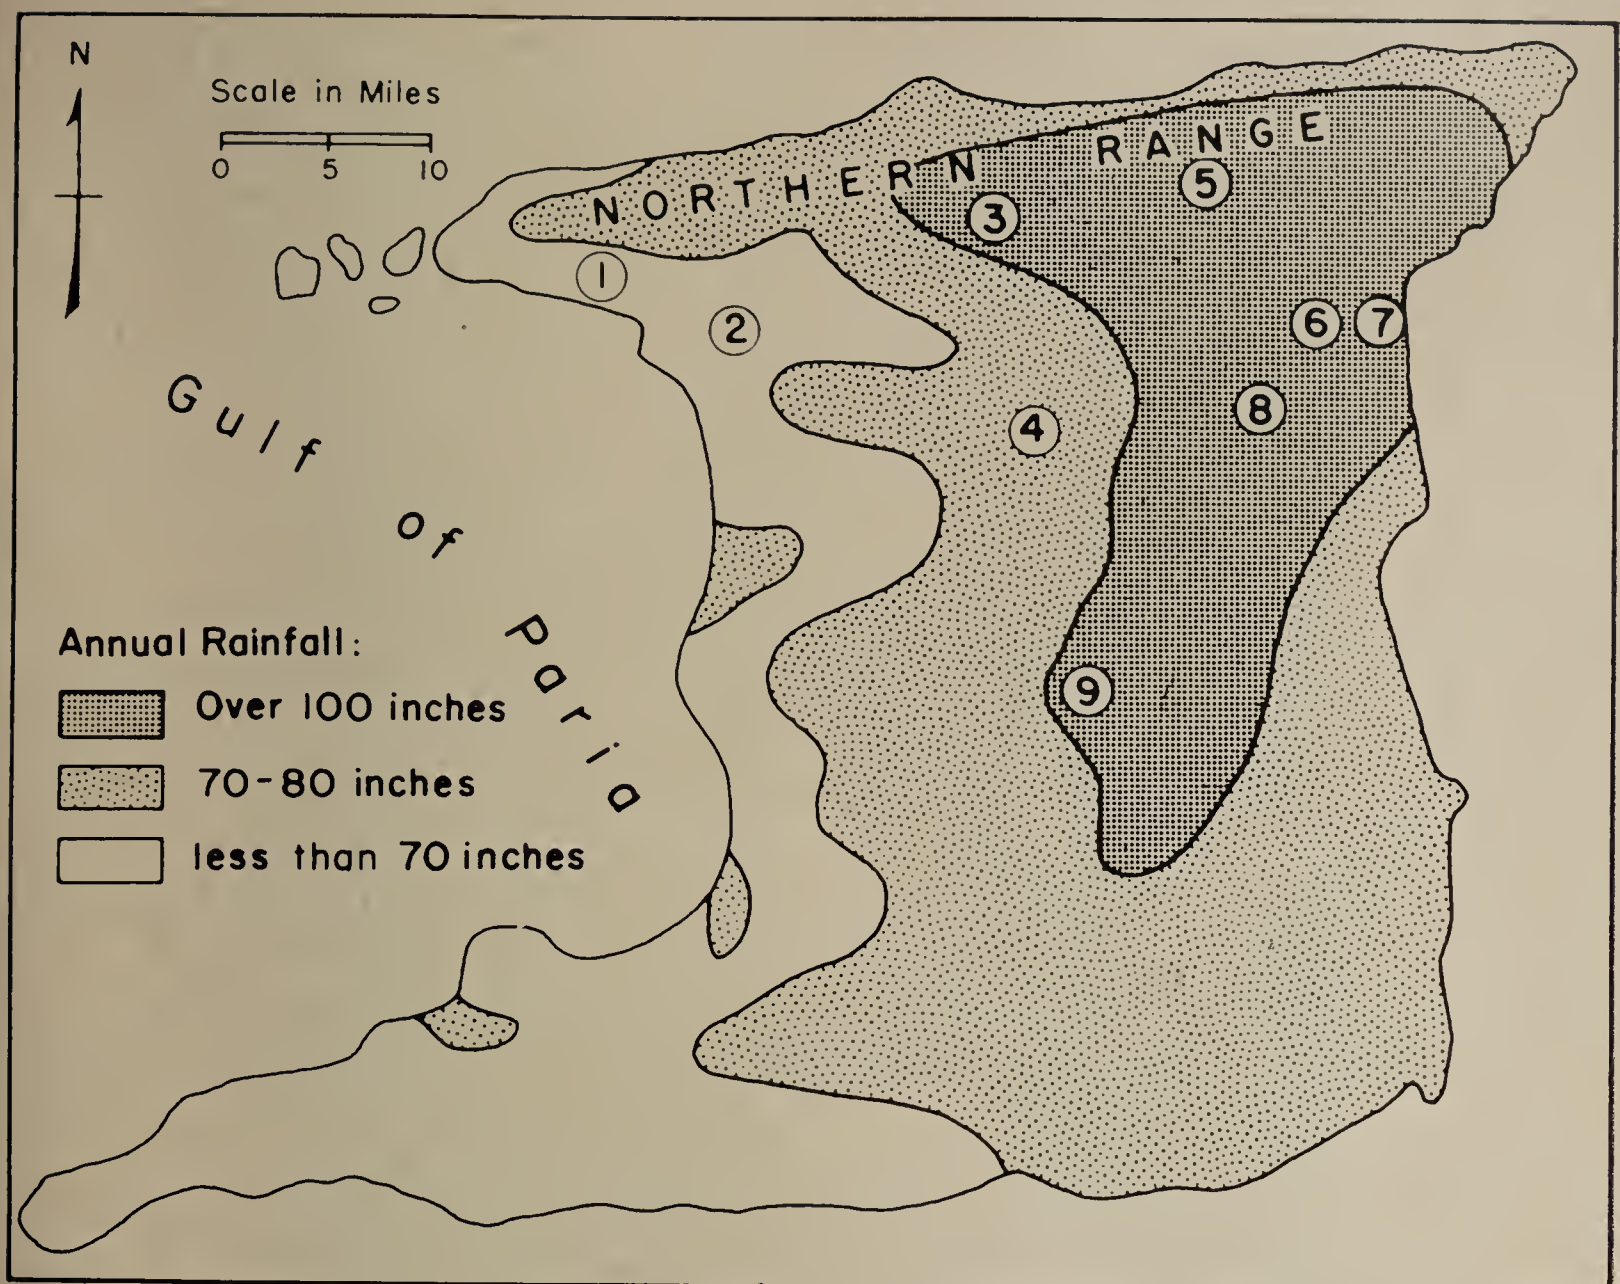 N
Scale in Miles
0 5 10
NORTHERN RANGE
1
2
3
4
5
6
7
8
9
Gulf
of
Paria
Annual Rainfall:
Over 100 inches
70-80 inches
less than 70 inches